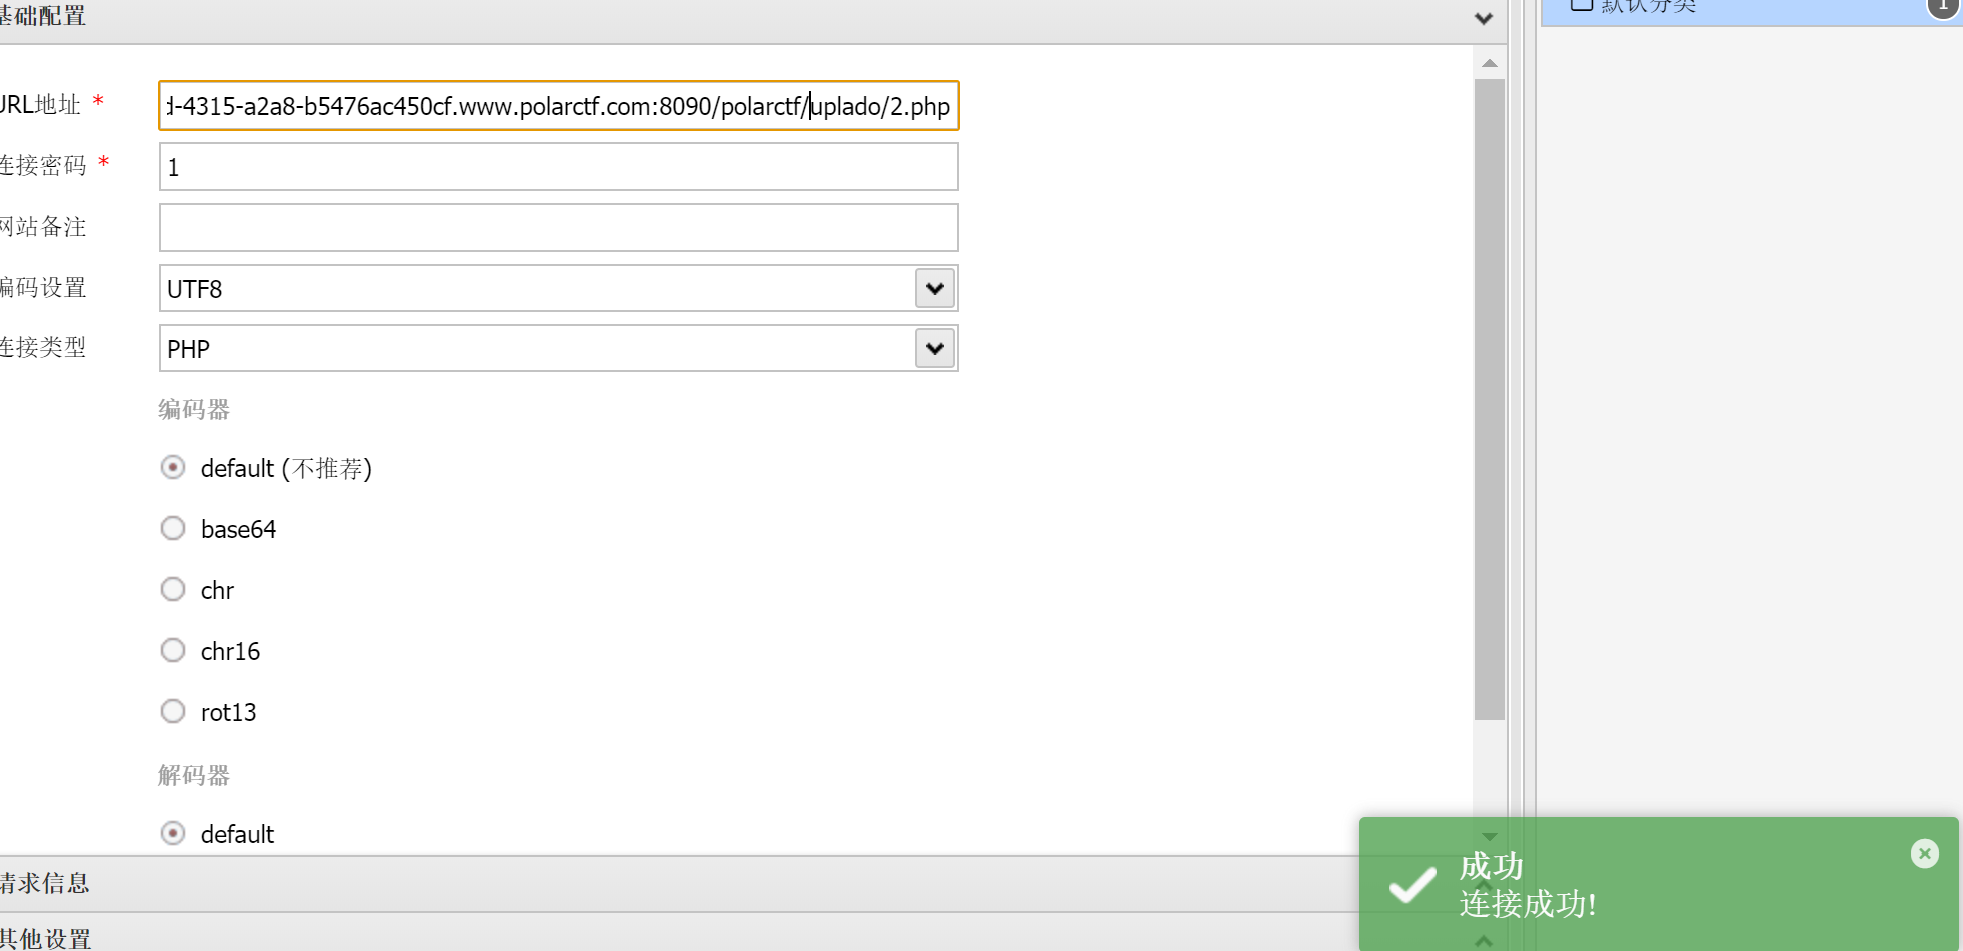 基础配置
默认分类
1
URL地址 *
d-4315-a2a8-b5476ac450cf.www.polarctf.com:8090/polarctf/uplado/2.php
连接密码 *
1
网站备注
编码设置
UTF8
连接类型
PHP
编码器
default (不推荐)
base64
chr
chr16
rot13
解码器
default
请求信息
其他设置
成功
连接成功!